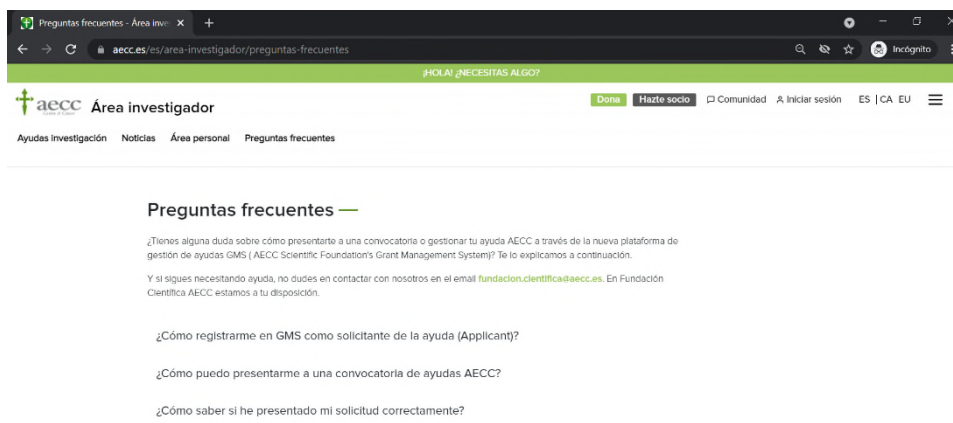 Preguntas frecuentes - Área inve
aecc.es/es/area-investigador/preguntas-frecuentes
Incógnito
¡HOLA! ¿NECESITAS ALGO?
aecc Área investigador
Dona Hazte socio Comunidad Iniciar sesión ES | CA EU
Ayudas investigación Noticias Área personal Preguntas frecuentes
Preguntas frecuentes
¿Tienes alguna duda sobre cómo presentarte a una convocatoria o gestionar tu ayuda AECC a través de la nueva plataforma de
gestión de ayudas GMS ( AECC Scientific Foundation's Grant Management System)? Te lo explicamos a continuación.
Y si sigues necesitando ayuda, no dudes en contactar con nosotros en el email fundacion.cientifica@aecc.es. En Fundación
Científica AECC estamos a tu disposición.
¿Cómo registrarme en GMS como solicitante de la ayuda (Applicant)?
¿Cómo puedo presentarme a una convocatoria de ayudas AECC?
¿Cómo saber si he presentado mi solicitud correctamente?